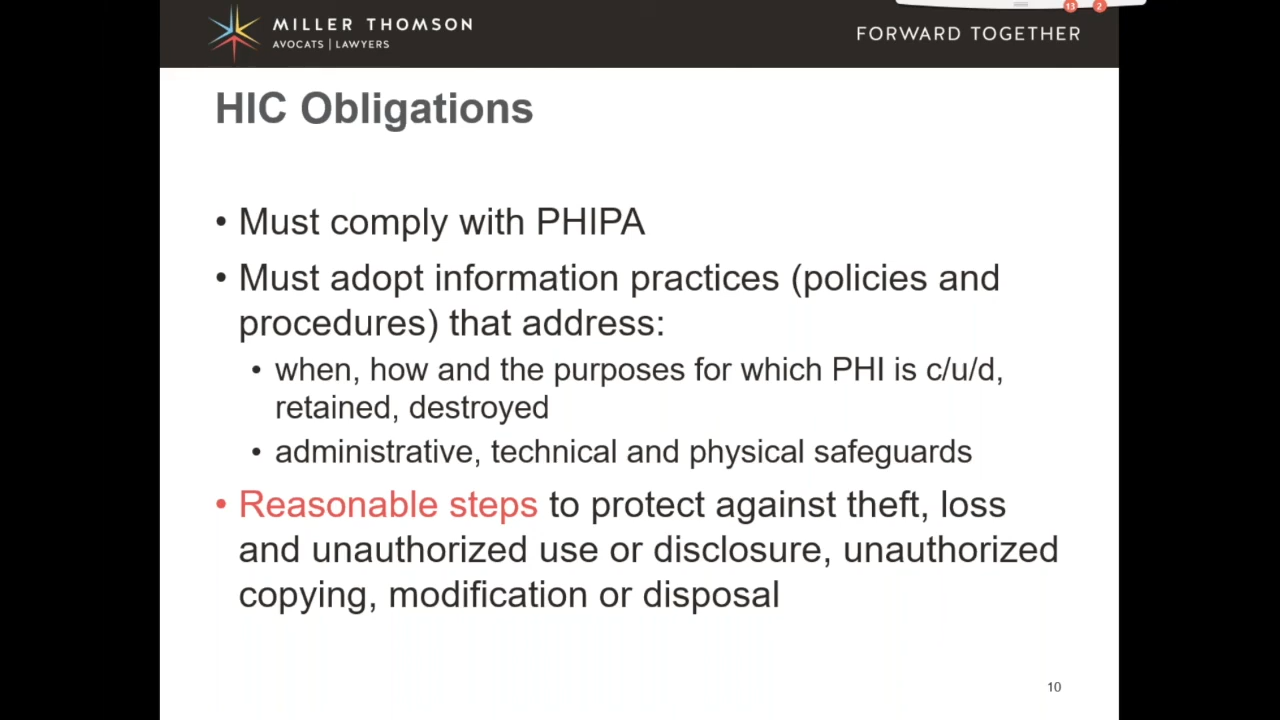 MILLER THOMSON
AVOCATS | LAWYERS
FORWARD TOGETHER
13
2
HIC Obligations
• Must comply with PHIPA
• Must adopt information practices (policies and
procedures) that address:
• when, how and the purposes for which PHI is c/u/d,
retained, destroyed
• administrative, technical and physical safeguards
• Reasonable steps to protect against theft, loss
and unauthorized use or disclosure, unauthorized
copying, modification or disposal
10